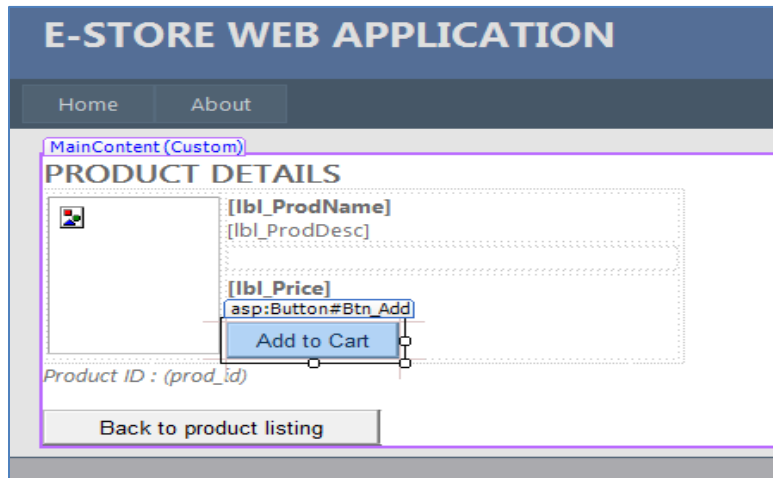 E-STORE WEB APPLICATION
Home About
MainContent (Custom)
PRODUCT DETAILS
[lbl_ProdName]
[lbl_ProdDesc]
[lbl_Price]
asp:Button#Btn_Add
Add to Cart
Product ID : (prod_id)
Back to product listing